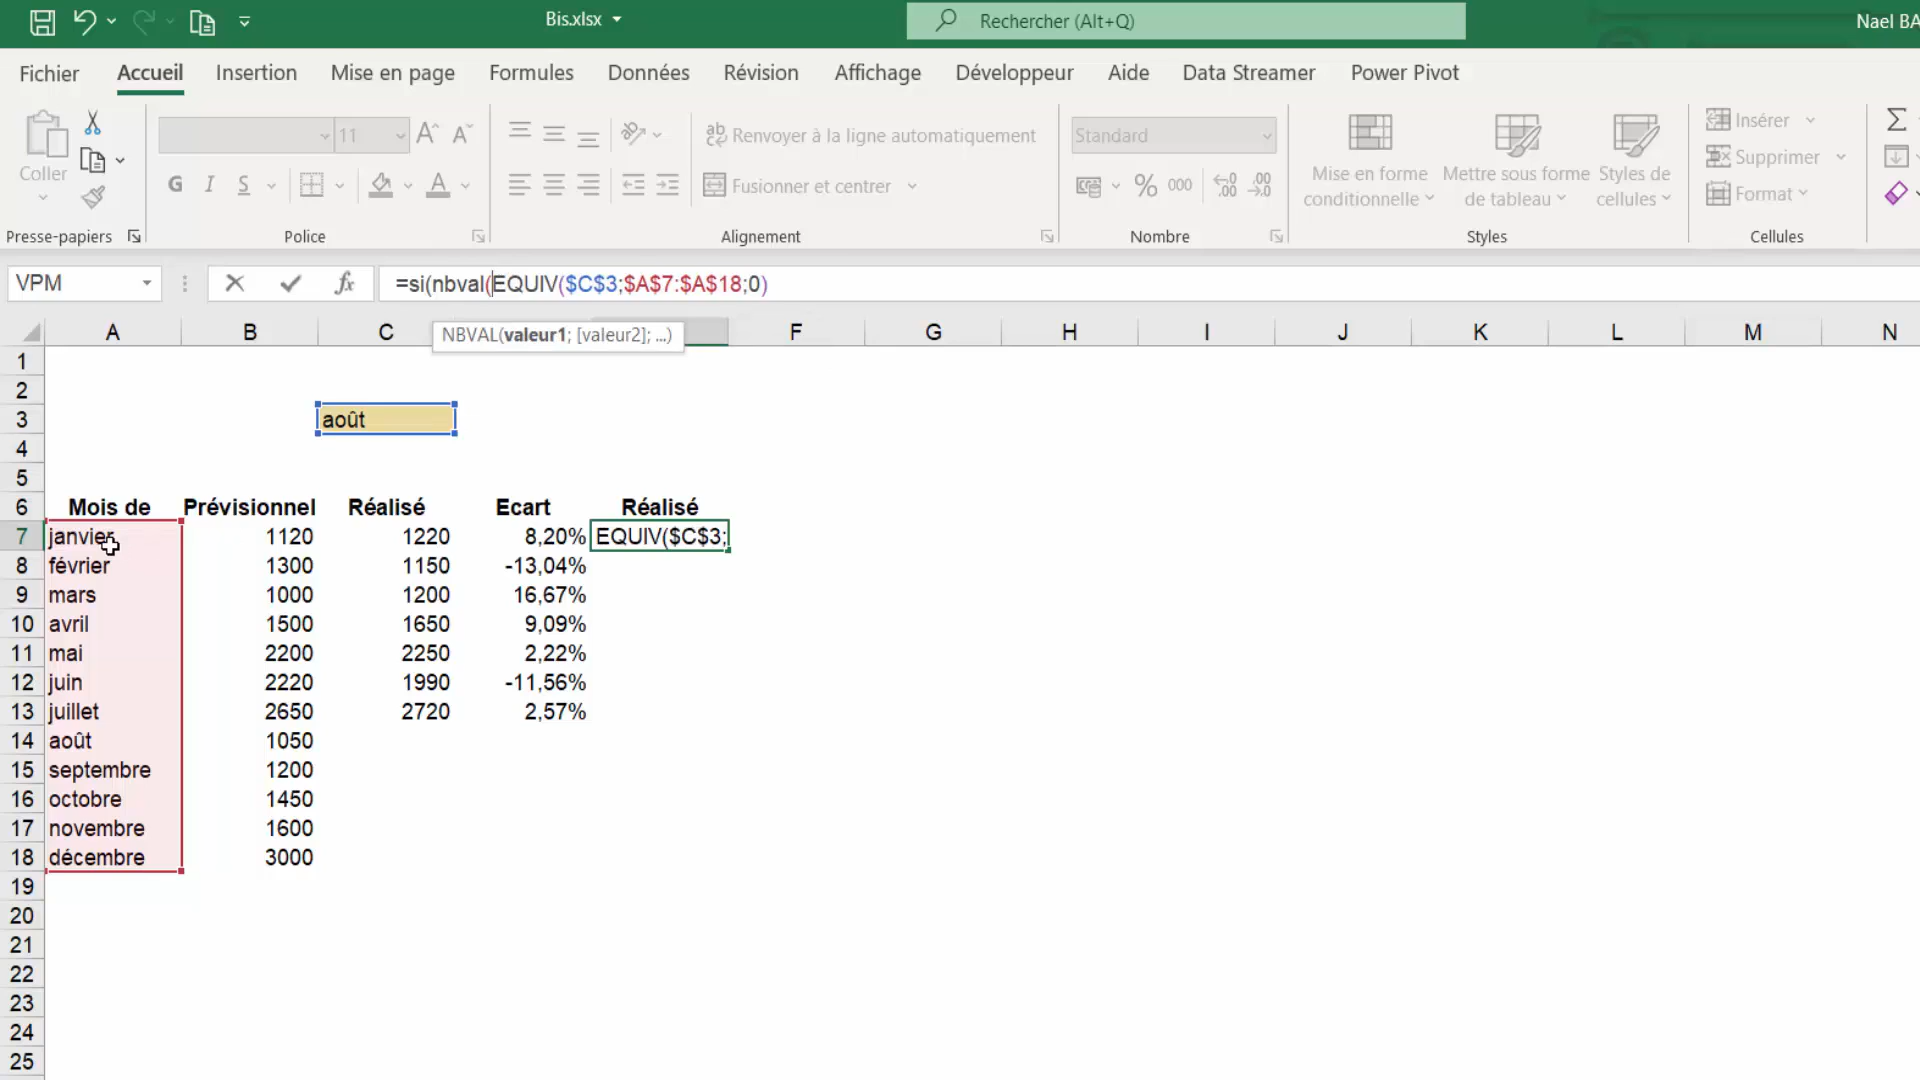 Bis.xlsx
Rechercher (Alt+Q)
Nael BA
Fichier Accueil Insertion Mise en page Formules Données Révision Affichage Développeur Aide Data Streamer Power Pivot
11 A A
ab Renvoyer à la ligne automatiquement
Standard
Insérer
Σ
Coller
Supprimer
Mise en forme conditionnelle
Mettre sous forme de tableau
Styles de cellules
G I S A
Fusionner et centrer
% 000 ,00 ,0
Format
Presse-papiers Police Alignement Nombre Styles Cellules
VPM fx =si(nbval(EQUIV($C$3;$A$7:$A$18;0)
NBVAL(valeur1; [valeur2]; ...)
A B C F G H I J K L M N
1
2
3 août
4
5
6 Mois de Prévisionnel Réalisé Ecart Réalisé
7 janvier 1120 1220 8,20% EQUIV($C$3;
8 février 1300 1150 -13,04%
9 mars 1000 1200 16,67%
10 avril 1500 1650 9,09%
11 mai 2200 2250 2,22%
12 juin 2220 1990 -11,56%
13 juillet 2650 2720 2,57%
14 août 1050
15 septembre 1200
16 octobre 1450
17 novembre 1600
18 décembre 3000
19
20
21
22
23
24
25